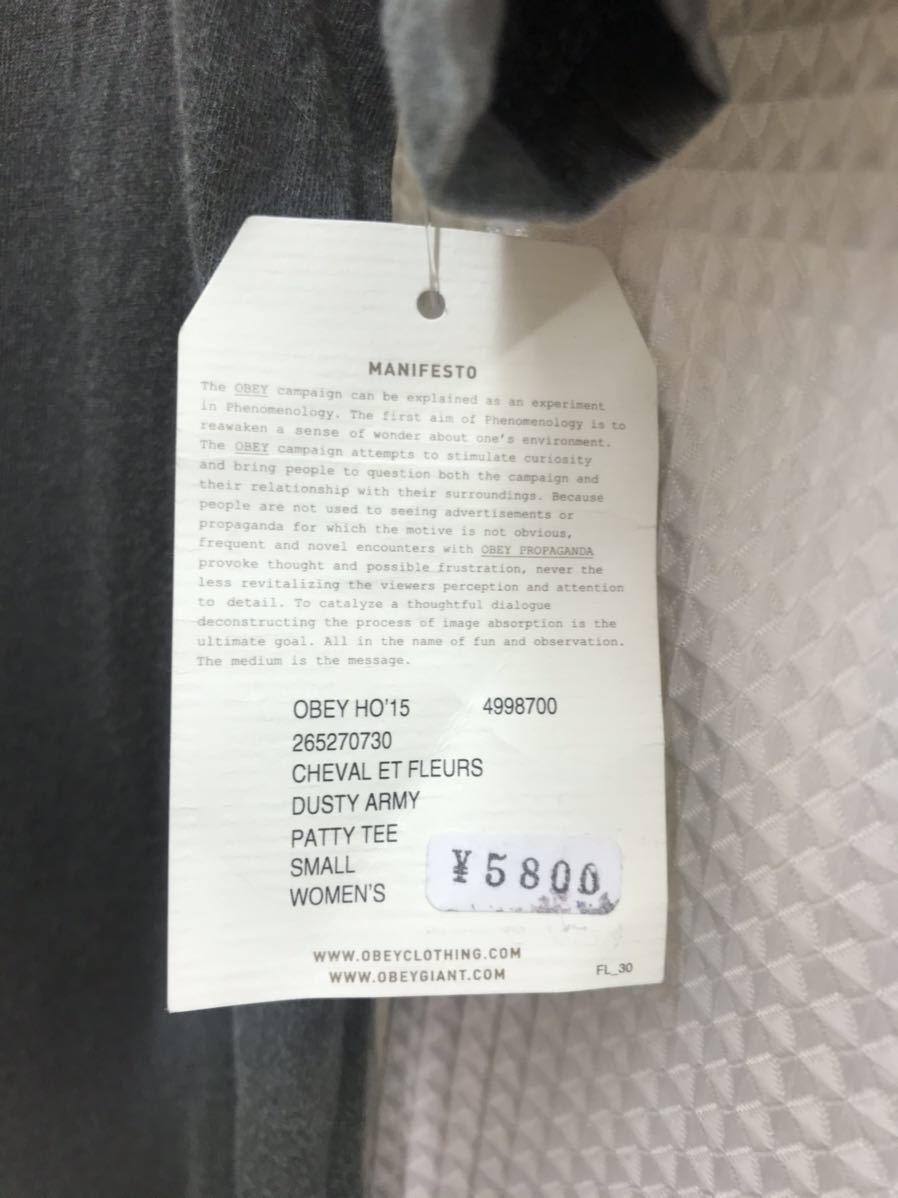 MANIFESTO
The OBEY campaign can be explained as an experiment
in Phenomenology. The first aim of Phenomenology is to
reawaken a sense of wonder about one's environment.
The OBEY campaign attempts to stimulate curiosity
and bring people to question both the campaign and
their relationship with their surroundings. Because
people are not used to seeing advertisements or
propaganda for which the motive is not obvious,
frequent and novel encounters with OBEY PROPAGANDA
provoke thought and possible frustration, never the
less revitalizing the viewers perception and attention
to detail. To catalyze a thoughtful dialogue
deconstructing the process of image absorption is the
ultimate goal. All in the name of fun and observation.
The medium is the message.
OBEY HO'15 4998700
265270730
CHEVAL ET FLEURS
DUSTY ARMY
PATTY TEE
SMALL
WOMEN'S
¥5800
WWW.OBEYCLOTHING.COM
WWW.OBEYGIANT.COM
FL_30